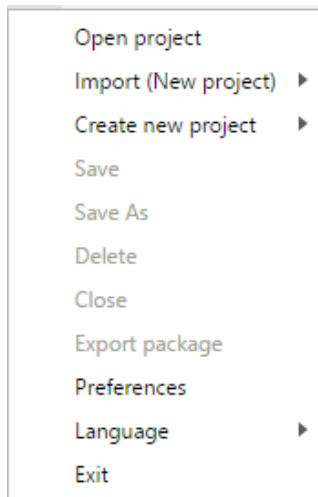 Open project
Import (New project)
Create new project
Save
Save As
Delete
Close
Export package
Preferences
Language
Exit